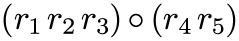 (r₁ r₂ r₃) ∘ (r₄ r₅)